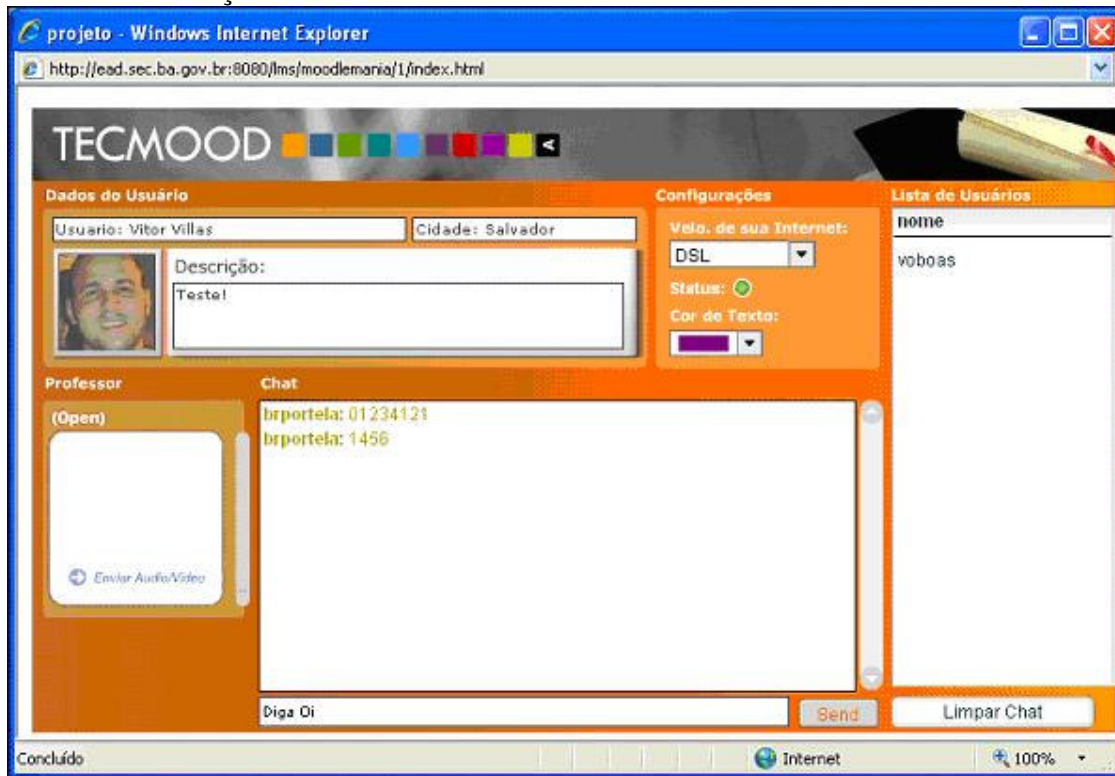 projeto - Windows Internet Explorer
http://ead.sec.ba.gov.br:8080/lms/moodlemania/1/index.html
TECMOOD
Dados do Usuário
Usuario: Vitor Villas
Cidade: Salvador
Descrição:
Teste!
Configurações
Velo. de sua Internet:
DSL
Status:
Cor de Texto:
Lista de Usuários
nome
voboas
Professor
(Open)
Enviar Audio/Video
Chat
brportela: 01234121
brportela: 1456
Diga Oi
Send
Limpar Chat
Concluído
Internet
100%